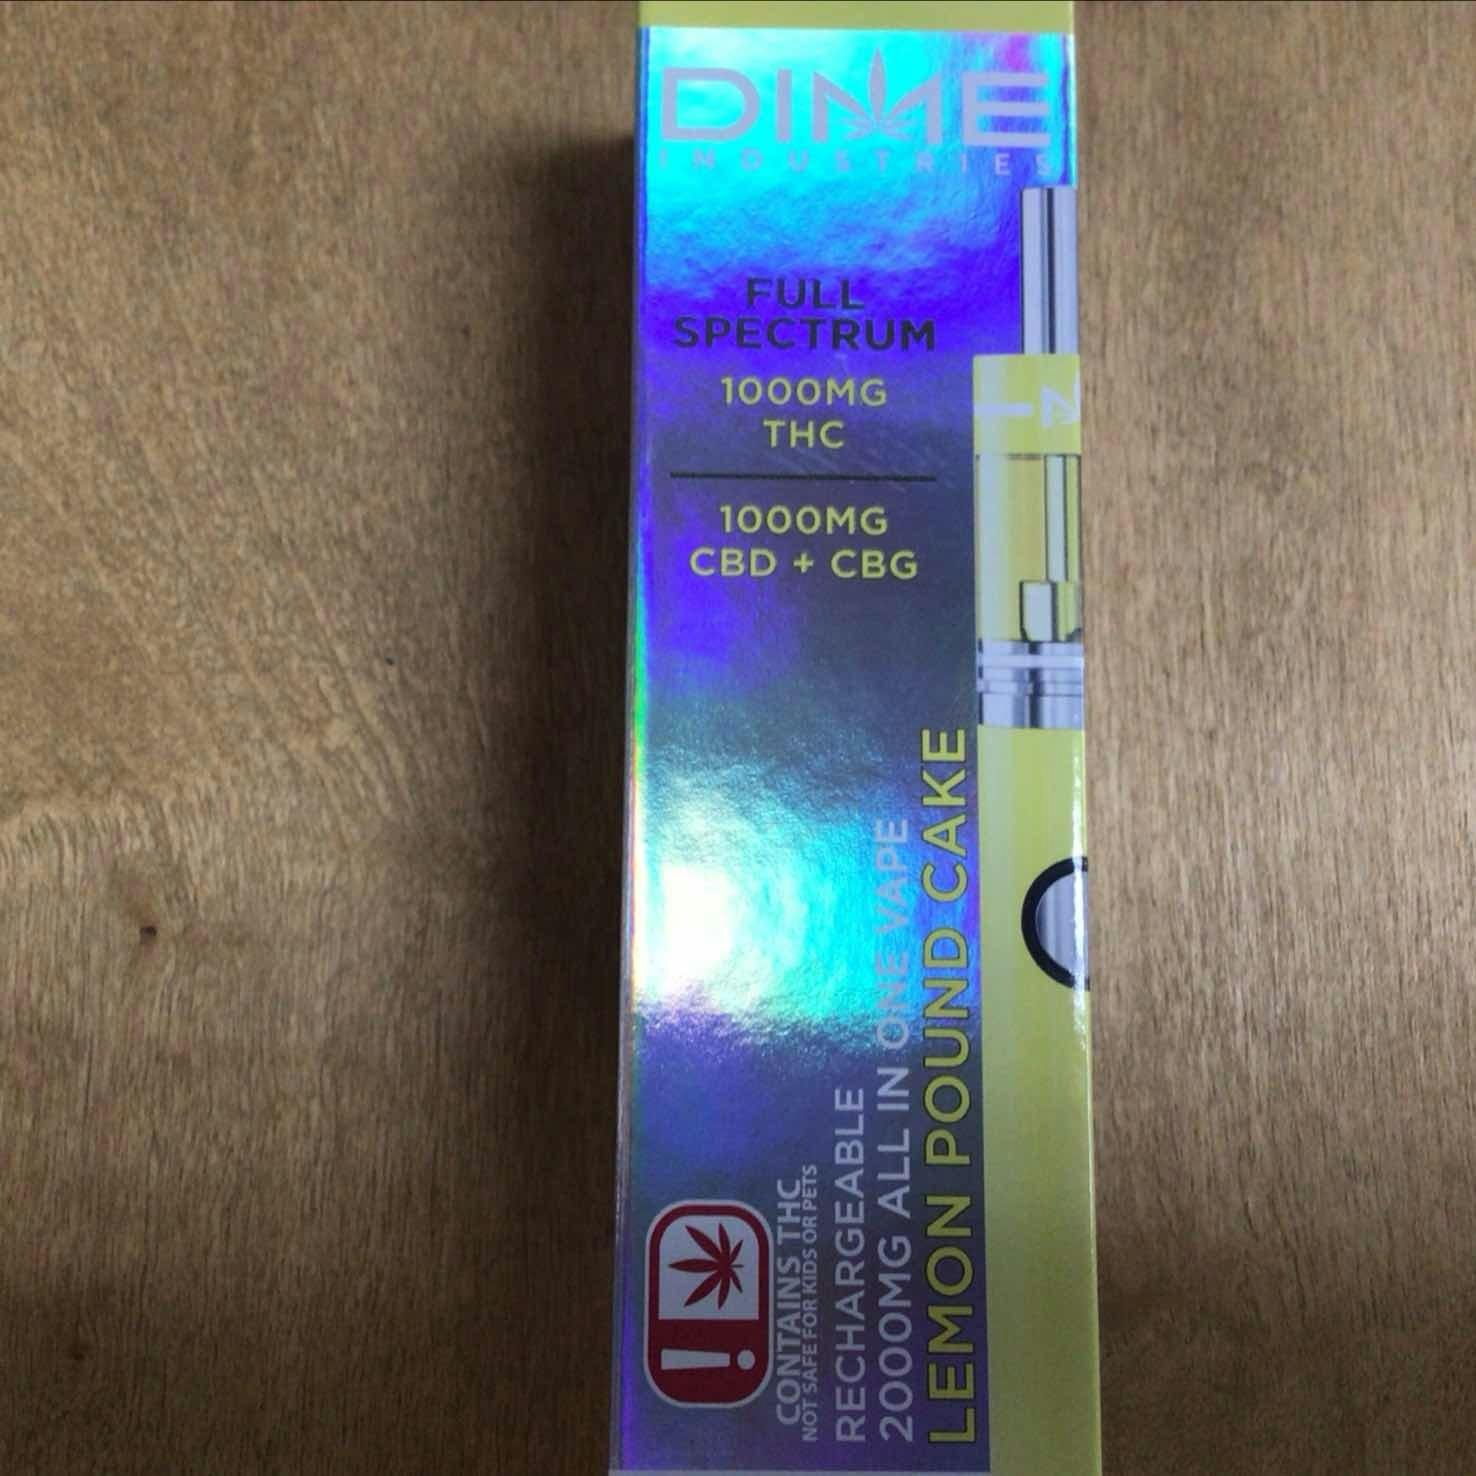 DIME
INDUSTRIES
FULL
SPECTRUM
1000MG
THC
1000MG
CBD + CBG
CONTAINS THC
NOT SAFE FOR KIDS OR PETS
RECHARGEABLE
2000MG ALL IN ONE VAPE
LEMON POUND CAKE